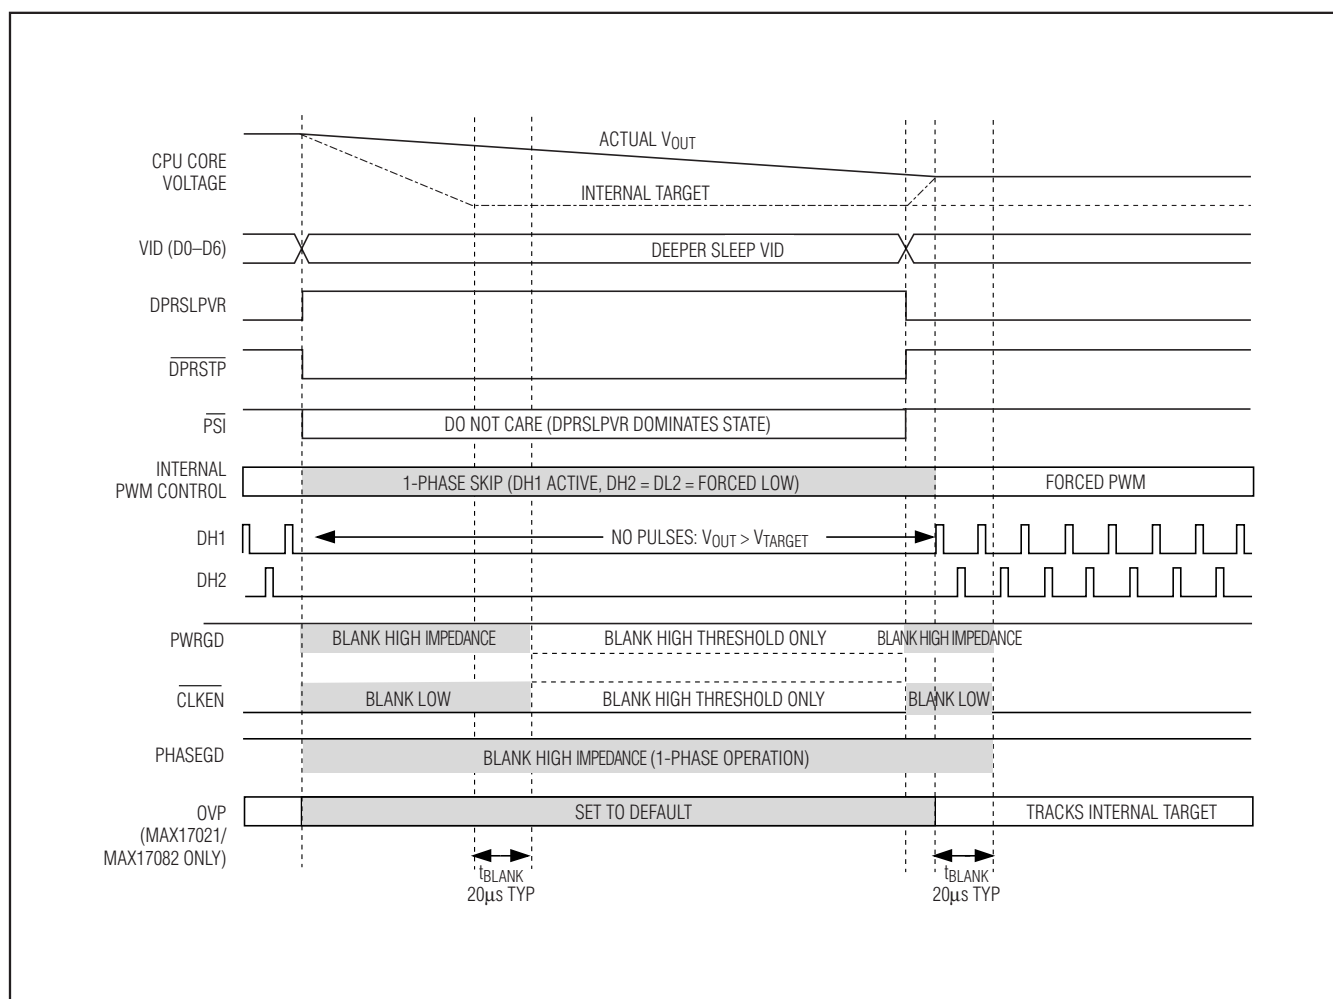 ACTUAL VOUT
CPU CORE
VOLTAGE
INTERNAL TARGET
VID (D0–D6)
DEEPER SLEEP VID
DPRSLPVR
DPRSTP
PSI
DO NOT CARE (DPRSLPVR DOMINATES STATE)
INTERNAL
PWM CONTROL
1-PHASE SKIP (DH1 ACTIVE, DH2 = DL2 = FORCED LOW)
FORCED PWM
DH1
NO PULSES: VOUT > VTARGET
DH2
PWRGD
BLANK HIGH IMPEDANCE
BLANK HIGH THRESHOLD ONLY
BLANK HIGH IMPEDANCE
CLKEN
BLANK LOW
BLANK HIGH THRESHOLD ONLY
BLANK LOW
PHASEGD
BLANK HIGH IMPEDANCE (1-PHASE OPERATION)
OVP
(MAX17021/
MAX17082 ONLY)
SET TO DEFAULT
TRACKS INTERNAL TARGET
tBLANK
20μs TYP
tBLANK
20μs TYP